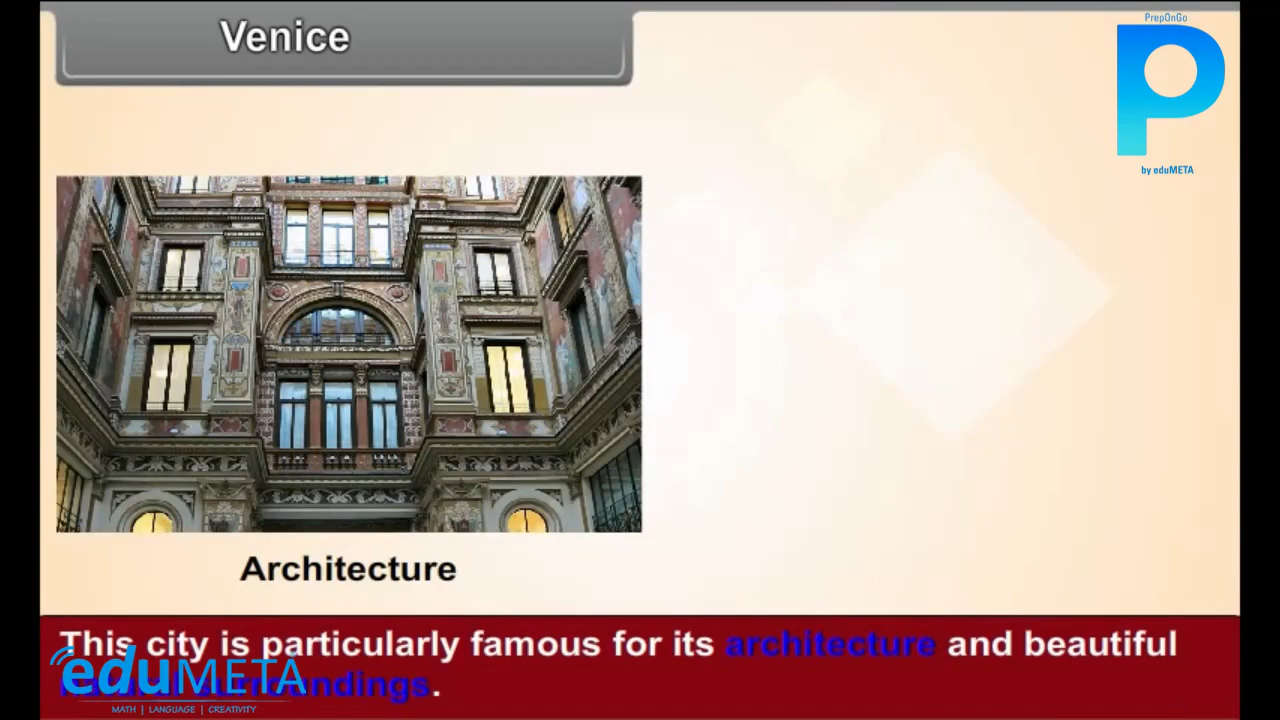 Venice
PrepOnGo
P
by eduMETA
Architecture
This city is particularly famous for its architecture and beautiful
surroundings.
eduMETA
MATH | LANGUAGE | CREATIVITY